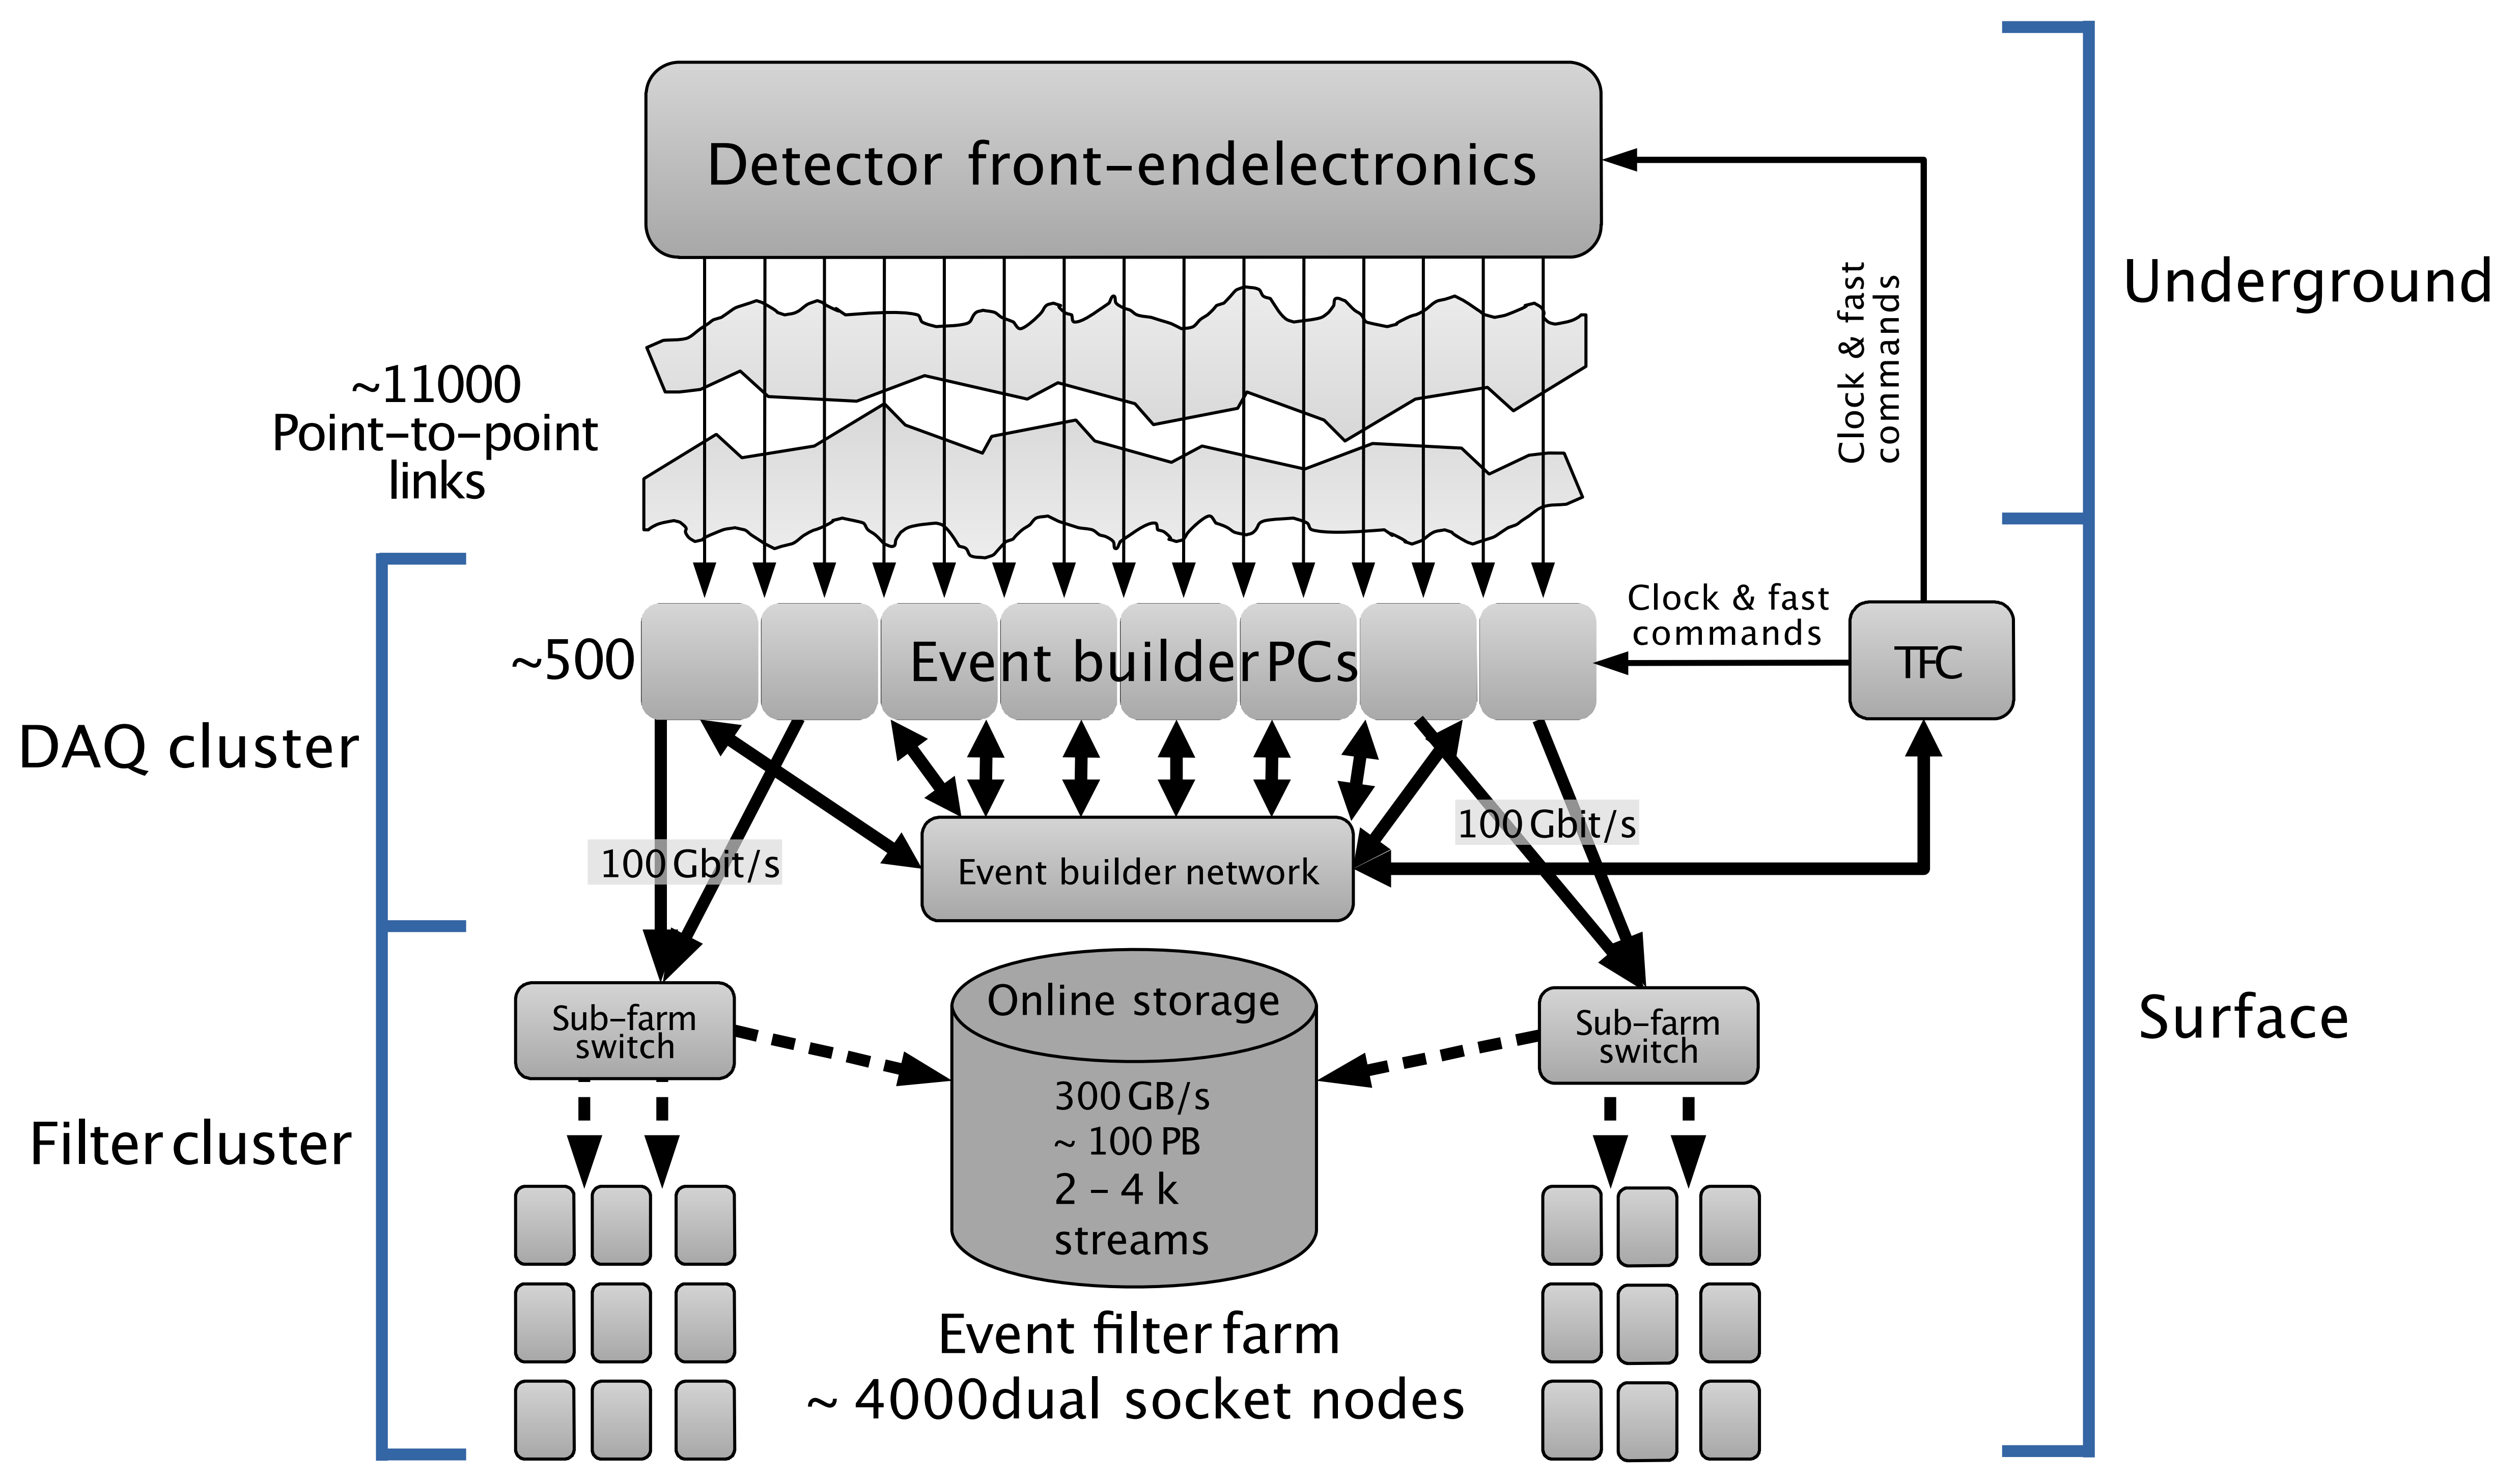 Detector front-endelectronics
Clock & fast
commands
Underground
~11000
Point-to-point
links
Clock & fast
commands
~500
Event builderPCs
TFC
DAQ cluster
100 Gbit/s
100 Gbit/s
Event builder network
Sub-farm
switch
Online storage
Sub-farm
switch
Surface
300 GB/s
~ 100 PB
2 - 4 k
streams
Filter cluster
Event filter farm
~ 4000dual socket nodes